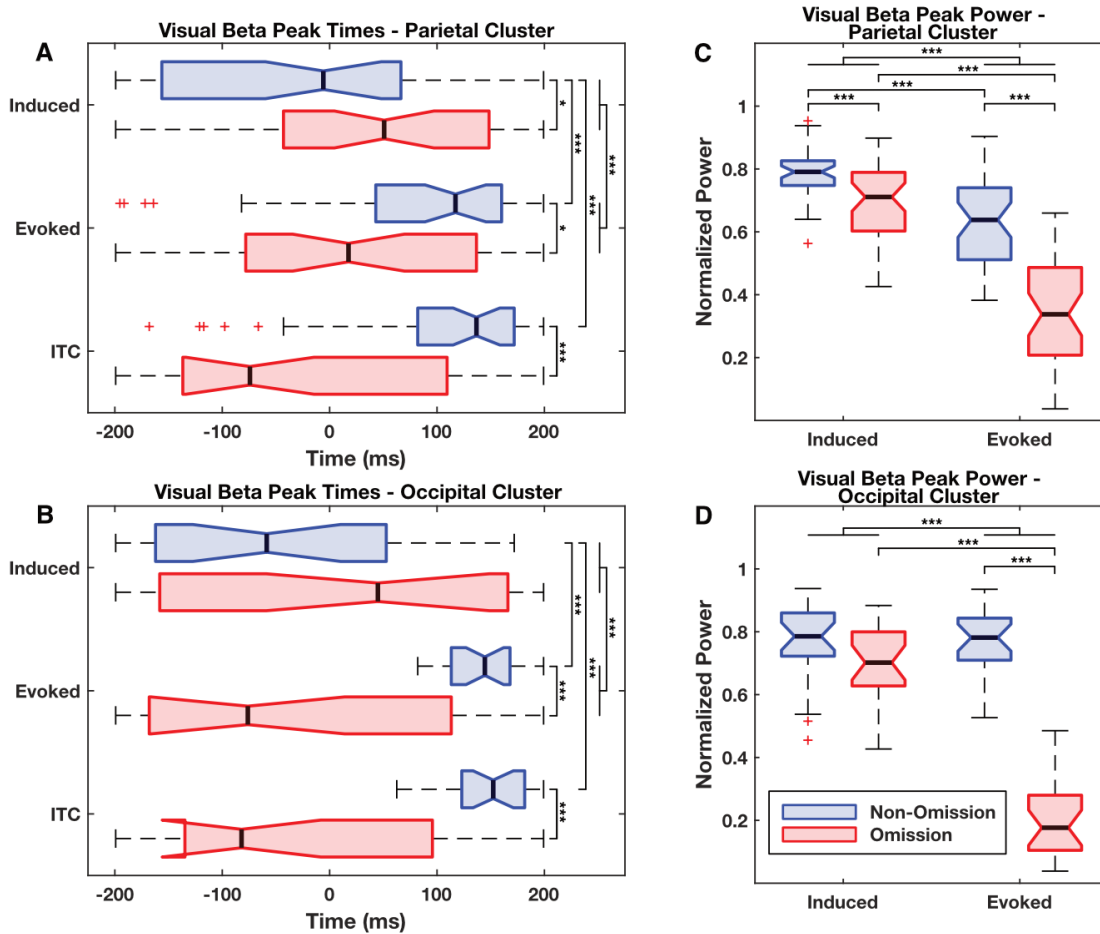 A
Visual Beta Peak Times - Parietal Cluster
Induced
Evoked
ITC
*
***
***
*
***
***
-200
-100
0
100
200
Time (ms)
B
Visual Beta Peak Times - Occipital Cluster
Induced
Evoked
ITC
***
***
***
***
***
-200
-100
0
100
200
Time (ms)
C
Visual Beta Peak Power -
Parietal Cluster
***
***
***
***
***
Normalized Power
1
0.8
0.6
0.4
0.2
Induced
Evoked
D
Visual Beta Peak Power -
Occipital Cluster
***
***
***
Normalized Power
1
0.8
0.6
0.4
0.2
Non-Omission
Omission
Induced
Evoked